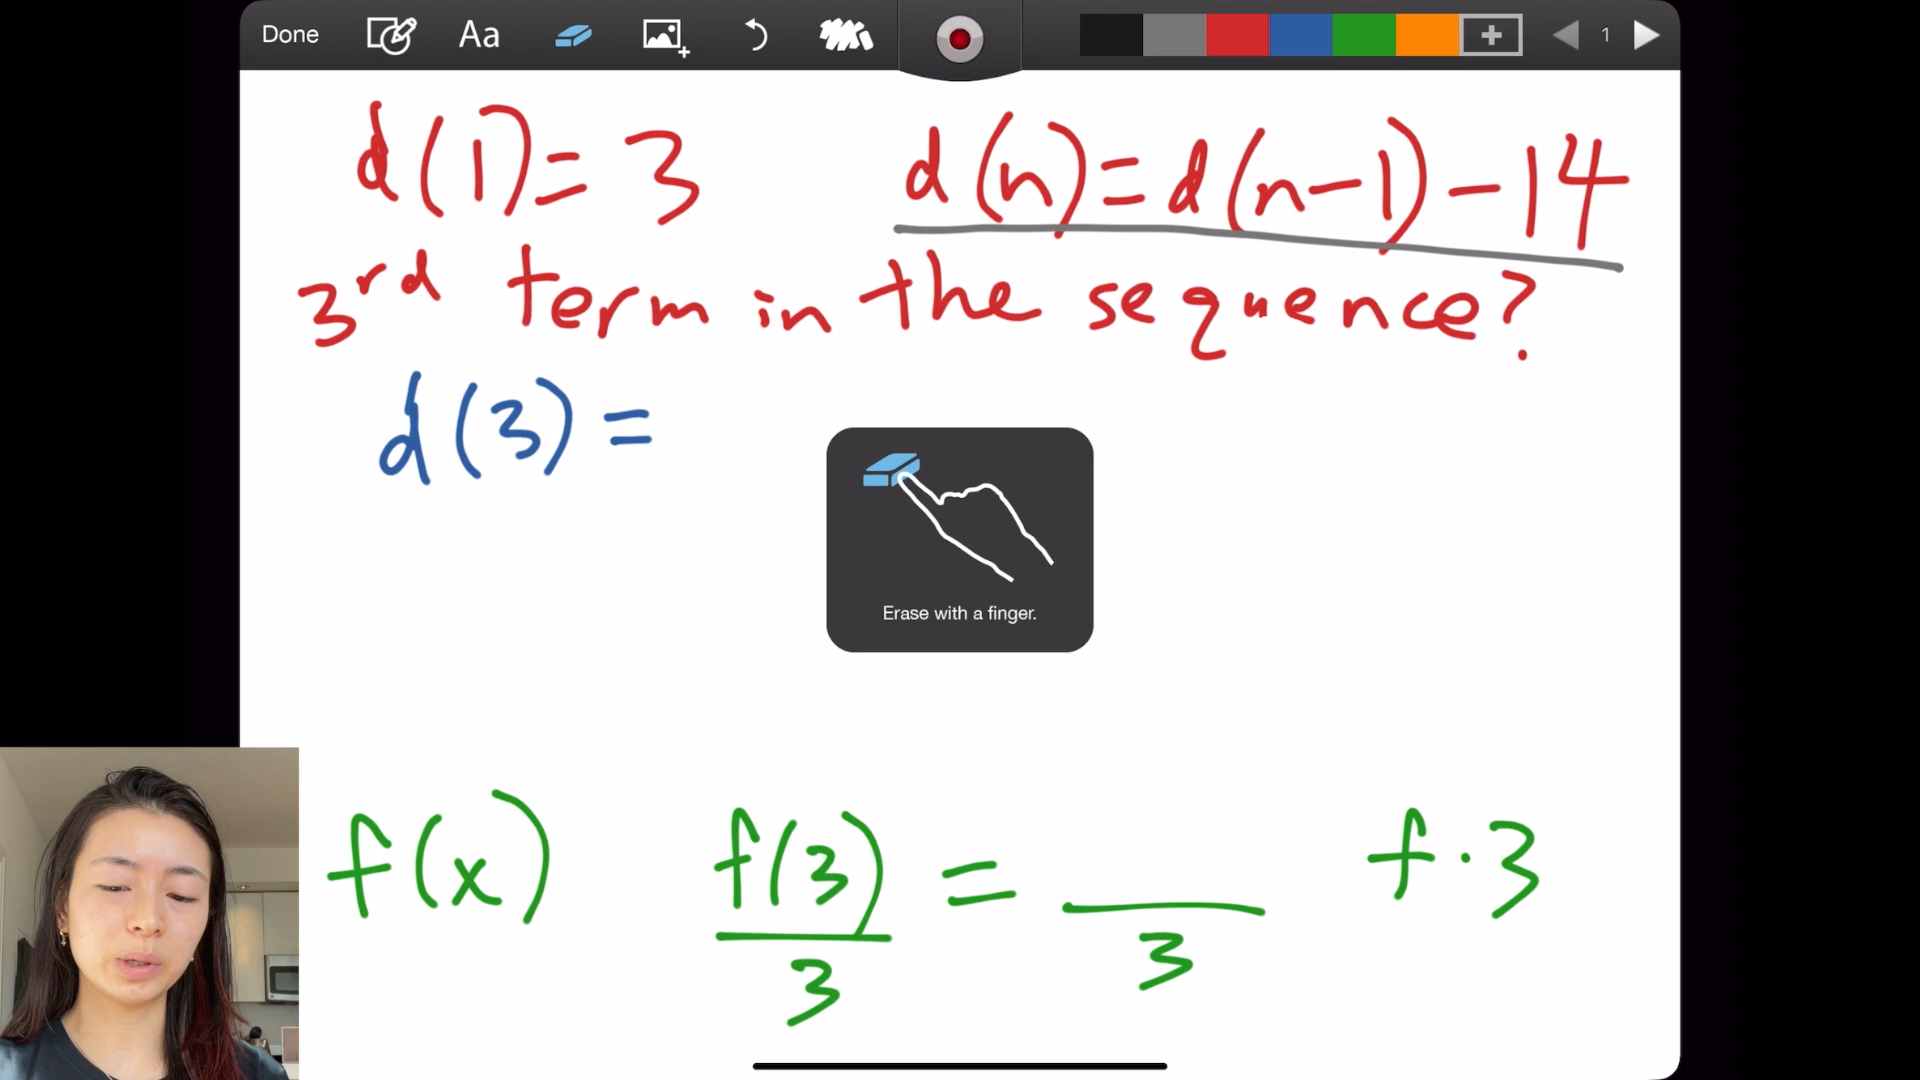 Done Aa 1
d(1)=3 d(n)=d(n-1)-14
3rd term in the sequence?
d(3)=
Erase with a finger.
f(x) f(3)/3 = __/3 f·3